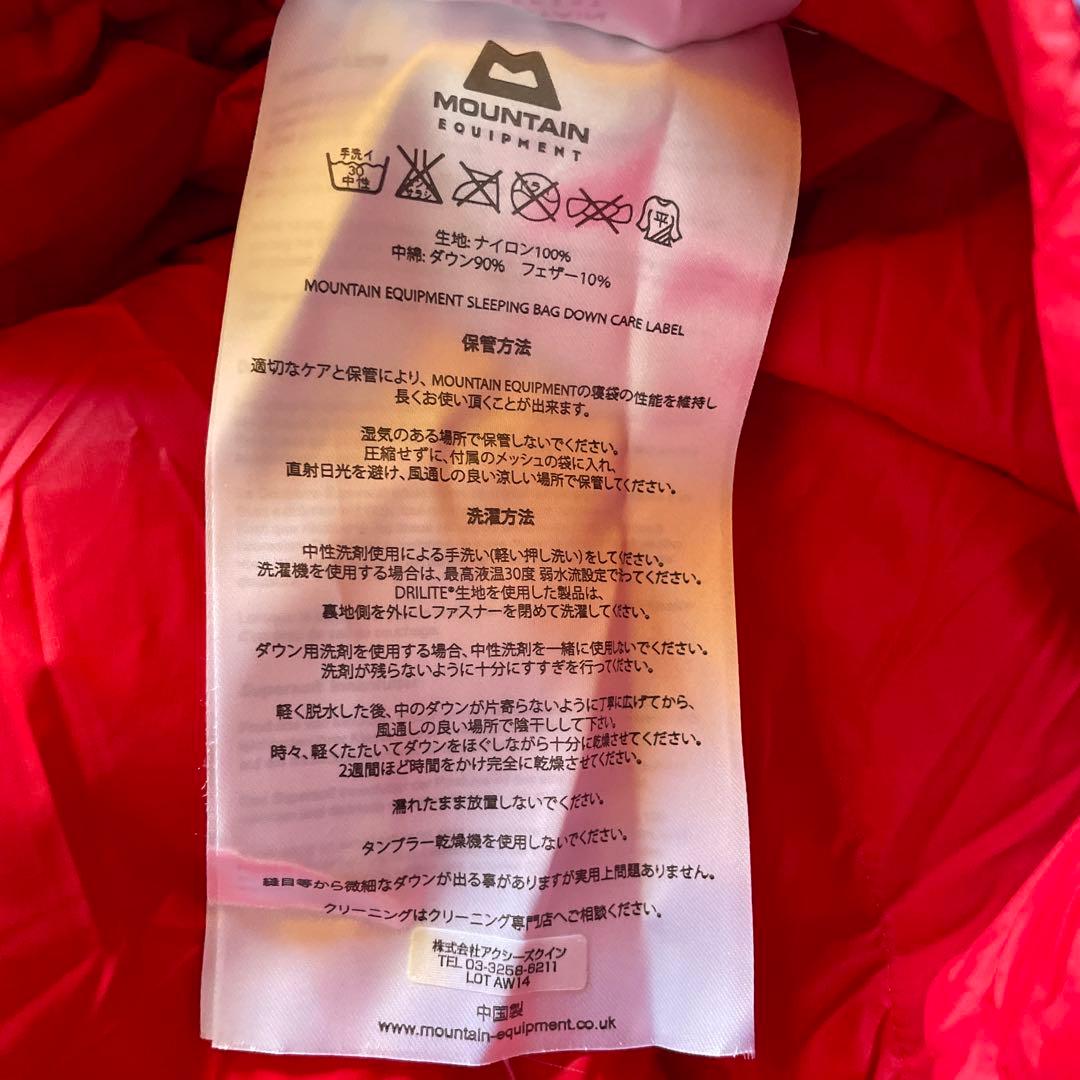 MOUNTAIN
EQUIPMENT
手洗イ
30
中性
平
生地: ナイロン100%
中綿: ダウン90% フェザー10%
MOUNTAIN EQUIPMENT SLEEPING BAG DOWN CARE LABEL
保管方法
適切なケアと保管により、MOUNTAIN EQUIPMENTの寝袋の性能を維持し
長くお使い頂くことが出来ます。
湿気のある場所で保管しないでください。
圧縮せずに、付属のメッシュの袋に入れ、
直射日光を避け、風通しの良い涼しい場所で保管してください。
洗濯方法
中性洗剤使用による手洗い(軽い押し洗い)をしてください。
洗濯機を使用する場合は、最高液温30度 弱水流設定で行ってください。
DRILITE®生地を使用した製品は、
裏地側を外にしファスナーを閉めて洗濯してください。
ダウン用洗剤を使用する場合、中性洗剤を一緒に使用しないでください。
洗剤が残らないように十分にすすぎを行ってください。
軽く脱水した後、中のダウンが片寄らないように丁寧に広げてから、
風通しの良い場所で陰干しして下さい。
時々、軽くたたいてダウンをほぐしながら十分に乾燥させてください。
2週間ほど時間をかけ完全に乾燥させてください。
濡れたまま放置しないでください。
タンブラー乾燥機を使用しないでください。
縫目等から微細なダウンが出る事がありますが実用上問題ありません。
クリーニングはクリーニング専門店へご相談ください。
株式会社アクシーズクイン
TEL 03-3258-6211
LOT AW14
中国製
www.mountain-equipment.co.uk